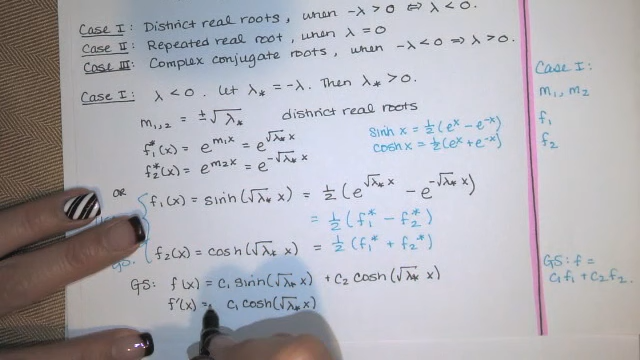 Case I: Distinct real roots, when -λ>0 ⇔ λ<0.
Case II: Repeated real root, when λ=0
Case III: Complex conjugate roots, when -λ<0 ⇒ λ>0.
Case I: λ<0. Let λ* = -λ. Then λ*>0.
m₁,₂ = ±√λ* distinct real roots
f₁*(x) = e^{m₁x} = e^{√λ* x}
f₂*(x) = e^{m₂x} = e^{-√λ* x}
sinh x = ½(e^x - e^{-x})
cosh x = ½(e^x + e^{-x})
OR
f₁(x) = sinh(√λ* x) = ½(e^{√λ* x} - e^{-√λ* x})
= ½(f₁* - f₂*)
f₂(x) = cosh(√λ* x) = ½(f₁* + f₂*)
GS: f(x) = c₁ sinh(√λ* x) + c₂ cosh(√λ* x)
f'(x) = c₁ cosh(√λ* x)
Case I:
m₁, m₂
f₁
f₂
GS: f =
c₁f₁ + c₂f₂.